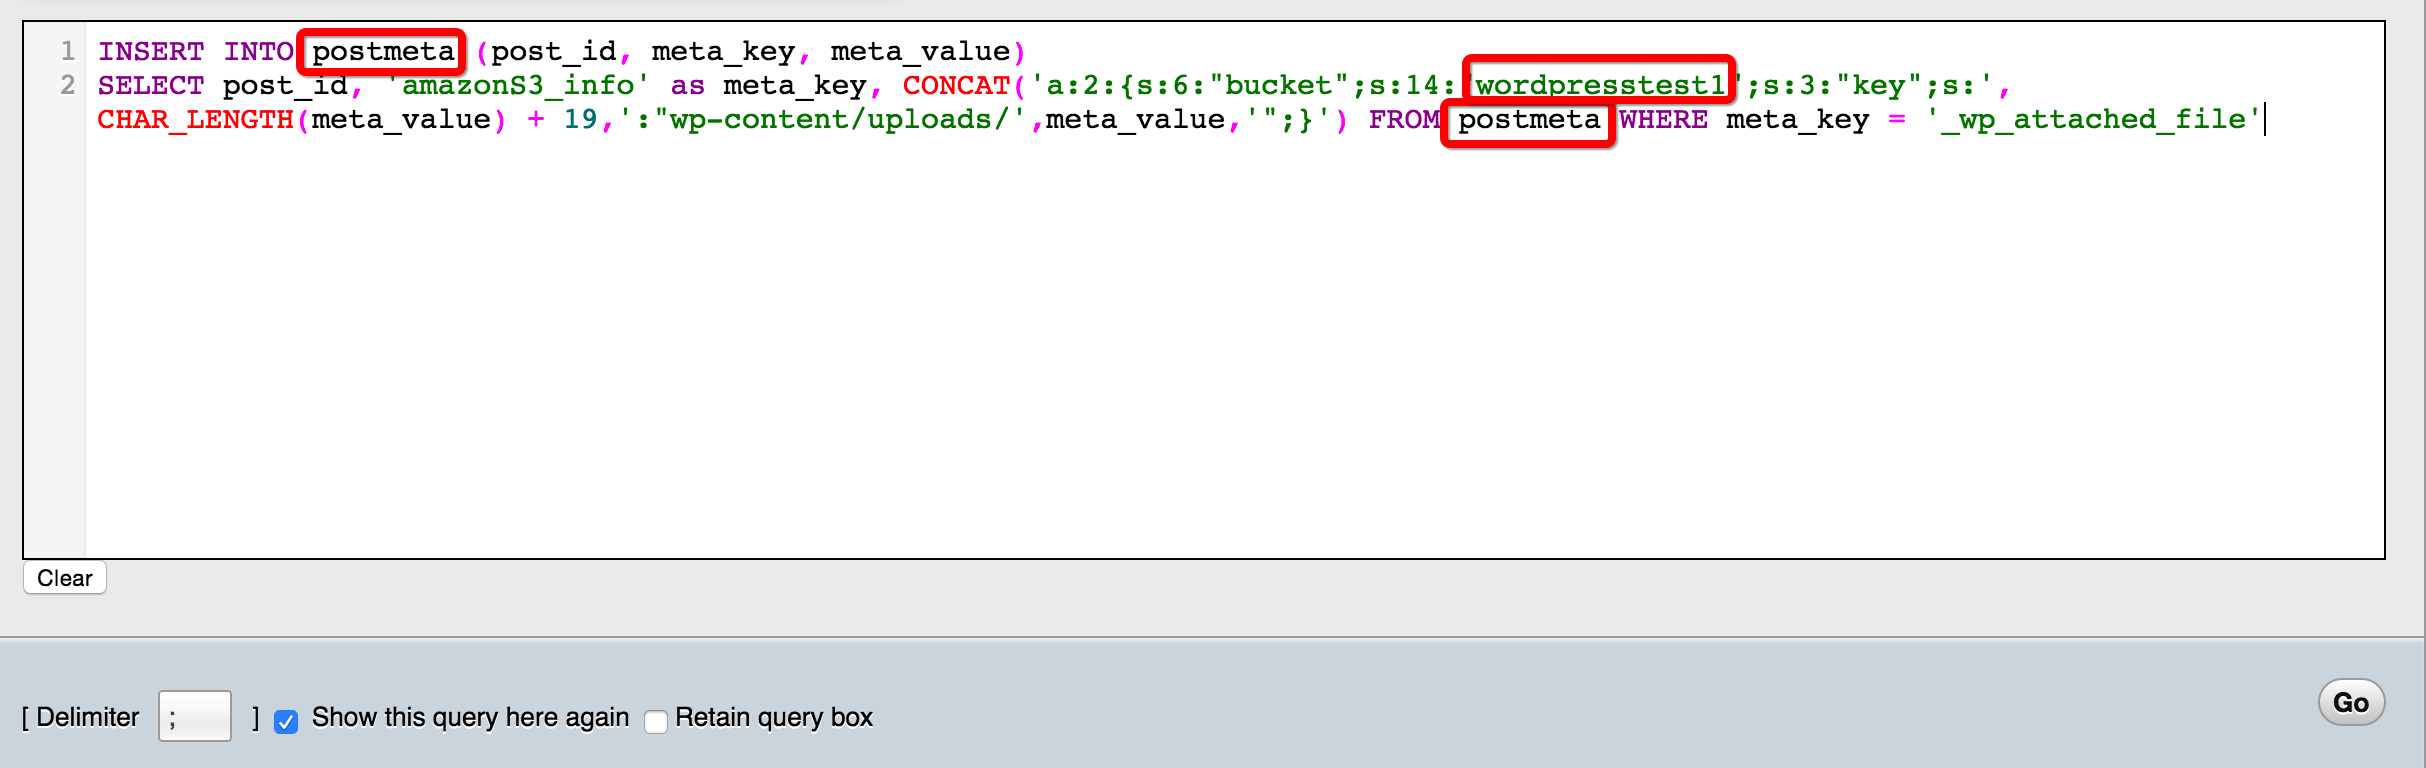 1 INSERT INTO postmeta (post_id, meta_key, meta_value)
2 SELECT post_id, 'amazonS3_info' as meta_key, CONCAT('a:2:{s:6:"bucket";s:14:"wordpresstest1";s:3:"key";s:',
CHAR_LENGTH(meta_value) + 19,':"wp-content/uploads/',meta_value,'";}') FROM postmeta WHERE meta_key = '_wp_attached_file'
Clear
[ Delimiter ; ] Show this query here again Retain query box Go